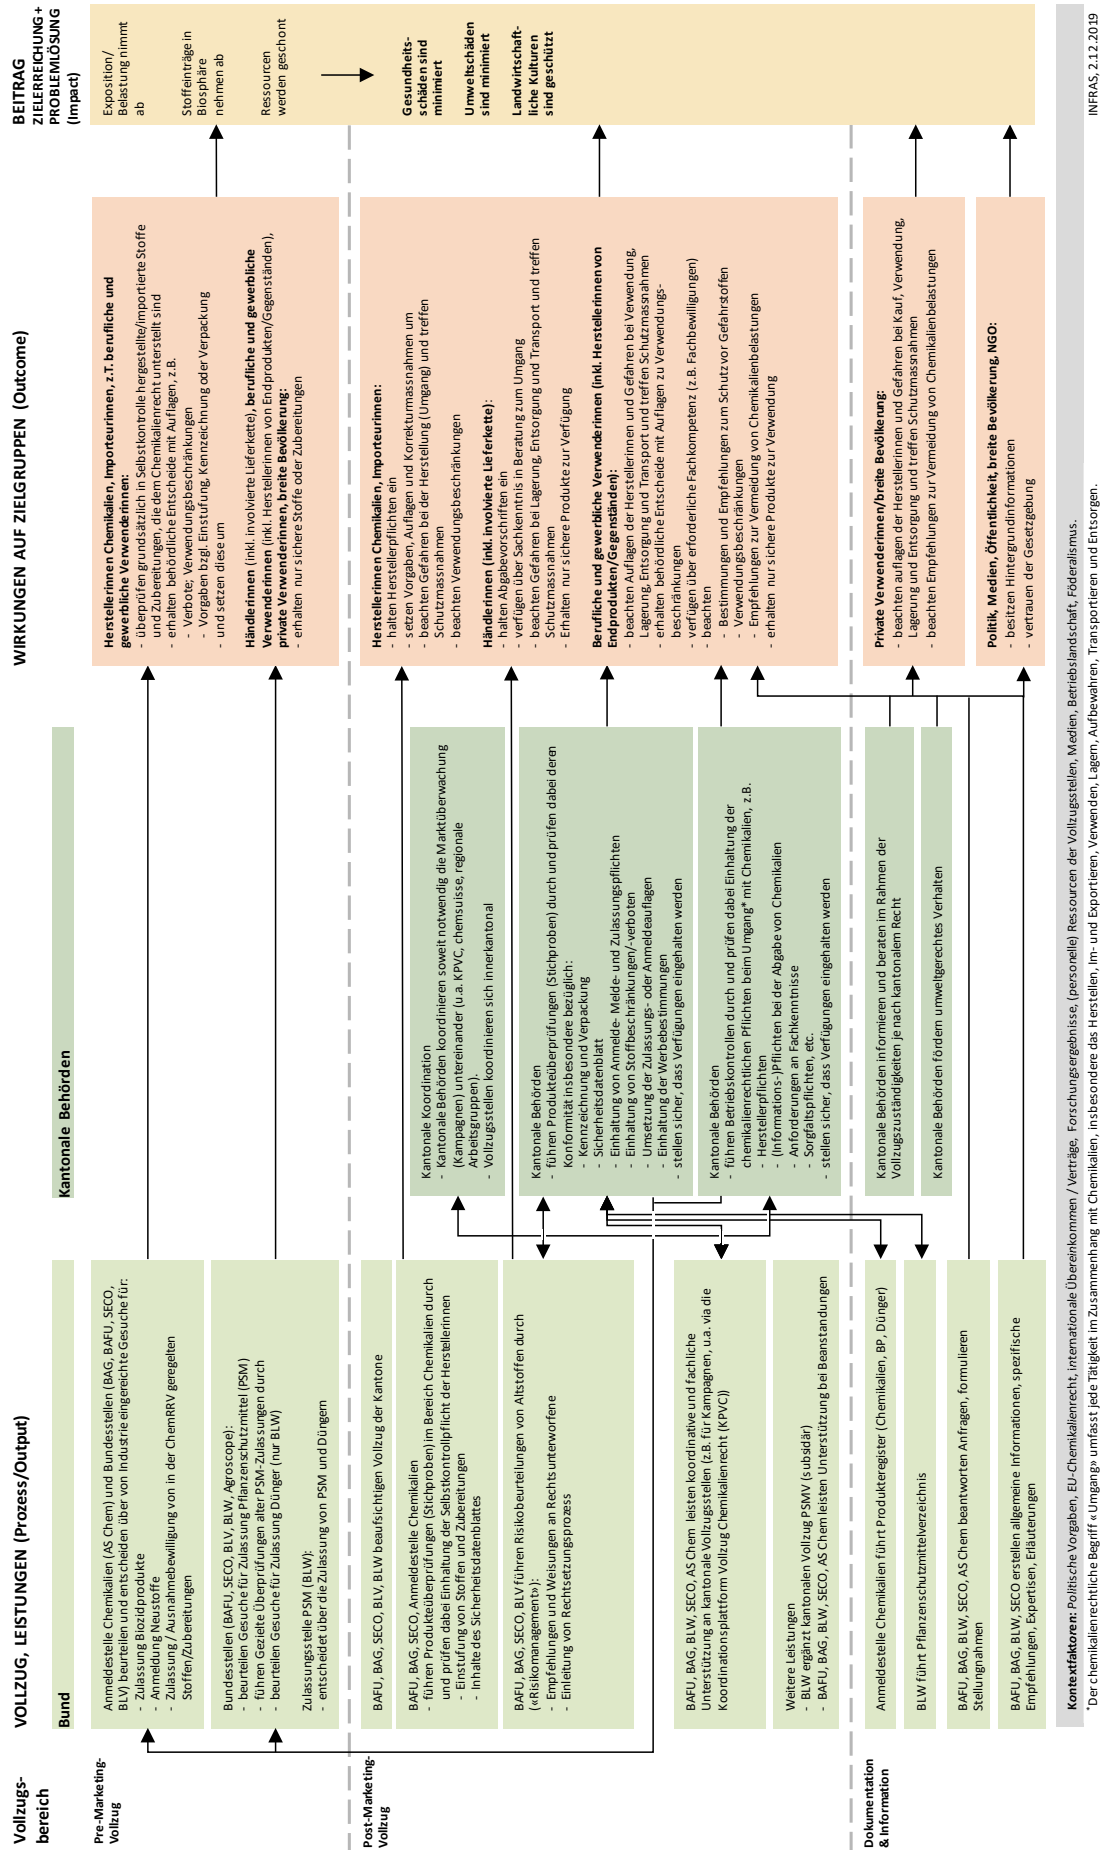 Vollzugs-
bereich
VOLLZUG, LEISTUNGEN (Prozess/Output)
WIRKUNGEN AUF ZIELGRUPPEN (Outcome)
BEITRAG
ZIELERREICHUNG +
PROBLEMLÖSUNG
(Impact)
Bund
Kantonale Behörden
Pre-Marketing-
Vollzug
Anmeldestelle Chemikalien (AS Chem) und Bundesstellen (BAG, BAFU, SECO,
BLV) beurteilen und entscheiden über von Industrie eingereichte Gesuche für:
- Zulassung Biozidprodukte
- Anmeldung Neustoffe
- Zulassung / Ausnahmebewilligung von in der ChemRRV geregelten
Stoffen/Zubereitungen
Bundesstellen (BAFU, SECO, BLV, BLW, Agroscope):
- beurteilen Gesuche für Zulassung Pflanzenschutzmittel (PSM)
- führen Gezielte Überprüfungen alter PSM-Zulassungen durch
- beurteilen Gesuche für Zulassung Dünger (nur BLW)
Zulassungsstelle PSM (BLW):
- entscheidet über die Zulassung von PSM und Düngern
Herstellerinnen Chemikalien, Importeurinnen, z.T. berufliche und
gewerbliche Verwenderinnen:
- überprüfen grundsätzlich in Selbstkontrolle hergestellte/importierte Stoffe
und Zubereitungen, die dem Chemikalienrecht unterstellt sind
- erhalten behördliche Entscheide mit Auflagen, z.B.
- Verbote; Verwendungsbeschränkungen
- Vorgaben bzgl. Einstufung, Kennzeichnung oder Verpackung
- und setzen diese um
Händlerinnen (inkl. involvierte Lieferkette), berufliche und gewerbliche
Verwenderinnen (inkl. Herstellerinnen von Endprodukten/Gegenständen),
private Verwenderinnen, breite Bevölkerung:
- erhalten nur sichere Stoffe oder Zubereitungen
Exposition/
Belastung nimmt
ab
Stoffeinträge in
Biosphäre
nehmen ab
Ressourcen
werden geschont
Gesundheits-
schäden sind
minimiert
Umweltschäden
sind minimiert
Landwirtschaft-
liche Kulturen
sind geschützt
Post-Marketing-
Vollzug
BAFU, BAG, SECO, BLV, BLW beaufsichtigen Vollzug der Kantone
BAFU, BAG, SECO, Anmeldestelle Chemikalien
- führen Produkteüberprüfungen (Stichproben) im Bereich Chemikalien durch
und prüfen dabei Einhaltung der Selbstkontrollpflicht der Herstellerinnen
- Einstufung von Stoffen und Zubereitungen
- Inhalte des Sicherheitsdatenblattes
BAFU, BAG, SECO, BLV führen Risikobeurteilungen von Altstoffen durch
(«Risikomanagement»):
- Empfehlungen und Weisungen an Rechtsunterworfene
- Einleitung von Rechtsetzungsprozess
BAFU, BAG, BLW, SECO, AS Chem leisten koordinative und fachliche
Unterstützung an kantonale Vollzugsstellen (z.B. für Kampagnen, u.a. via die
Koordinationsplattform Vollzug Chemikalienrecht (KPVC))
Weitere Leistungen
- BLW ergänzt kantonalen Vollzug PSMV (subsidär)
- BAFU, BAG, BLW, SECO, AS Chem leisten Unterstützung bei Beanstandungen
Kantonale Koordination
- Kantonale Behörden koordinieren soweit notwendig die Marktüberwachung
(Kampagnen) untereinander (u.a. KPVC, chemsuisse, regionale
Arbeitsgruppen).
- Vollzugsstellen koordinieren sich innerkantonal
Kantonale Behörden
- führen Produkteüberprüfungen (Stichproben) durch und prüfen dabei deren
Konformität insbesondere bezüglich:
- Kennzeichnung und Verpackung
- Sicherheitsdatenblatt
- Einhaltung von Anmelde- Melde- und Zulassungspflichten
- Einhaltung von Stoffbeschränkungen/-verboten
- Umsetzung der Zulassungs- oder Anmeldeauflagen
- Einhaltung der Werbebestimmungen
- stellen sicher, dass Verfügungen eingehalten werden
Kantonale Behörden
- führen Betriebskontrollen durch und prüfen dabei Einhaltung der
chemikalienrechtlichen Pflichten beim Umgang* mit Chemikalien, z.B.
- Herstellerpflichten
- (Informations-)Pflichten bei der Abgabe von Chemikalien
- Anforderungen an Fachkenntnisse
- Sorgfaltspflichten, etc.
- stellen sicher, dass Verfügungen eingehalten werden
Herstellerinnen Chemikalien, Importeurinnen:
- halten Herstellerpflichten ein
- setzen Vorgaben, Auflagen und Korrekturmassnahmen um
- beachten Gefahren bei der Herstellung (Umgang) und treffen
Schutzmassnahmen
- beachten Verwendungsbeschränkungen
Händlerinnen (inkl. involvierte Lieferkette):
- halten Abgabevorschriften ein
- verfügen über Sachkenntnis in Beratung zum Umgang
- beachten Gefahren bei Lagerung, Entsorgung und Transport und treffen
Schutzmassnahmen
- Erhalten nur sichere Produkte zur Verfügung
Berufliche und gewerbliche Verwenderinnen (inkl. Herstellerinnen von
Endprodukten/Gegenständen):
- beachten Auflagen der Herstellerinnen und Gefahren bei Verwendung,
Lagerung, Entsorgung und Transport und treffen Schutzmassnahmen
- erhalten behördliche Entscheide mit Auflagen zu Verwendungs-
beschränkungen
- verfügen über erforderliche Fachkompetenz (z.B. Fachbewilligungen)
- beachten
- Bestimmungen und Empfehlungen zum Schutz vor Gefahrstoffen
- Verwendungsbeschränkungen
- Empfehlungen zur Vermeidung von Chemikalienbelastungen
- erhalten nur sichere Produkte zur Verwendung
Dokumentation
& Information
Anmeldestelle Chemikalien führt Produkteregister (Chemikalien, BP, Dünger)
BLW führt Pflanzenschutzmittelverzeichnis
BAFU, BAG, BLW, SECO, AS Chem beantworten Anfragen, formulieren
Stellungnahmen
BAFU, BAG, BLW, SECO erstellen allgemeine Informationen, spezifische
Empfehlungen, Expertisen, Erläuterungen
Kantonale Behörden informieren und beraten im Rahmen der
Vollzugszuständigkeiten je nach kantonalem Recht
Kantonale Behörden fördern umweltgerechtes Verhalten
Private Verwenderinnen/breite Bevölkerung:
- beachten auflagen der Herstellerinnen und Gefahren bei Kauf, Verwendung,
Lagerung und Entsorgung und treffen Schutzmassnahmen
- beachten Empfehlungen zur Vermeidung von Chemikalienbelastungen
Politik, Medien, Öffentlichkeit, breite Bevölkerung, NGO:
- besitzen Hintergrundinformationen
- vertrauen der Gesetzgebung
Kontextfaktoren: Politische Vorgaben, EU-Chemikalienrecht, internationale Übereinkommen / Verträge, Forschungsergebnisse, (personelle) Ressourcen der Vollzugsstellen, Medien, Betriebslandschaft, Föderalismus.
*Der chemikalienrechtliche Begriff «Umgang» umfasst jede Tätigkeit im Zusammenhang mit Chemikalien, insbesondere das Herstellen, Im- und Exportieren, Verwenden, Lagern, Aufbewahren, Transportieren und Entsorgen.
INFRAS, 2.12.2019